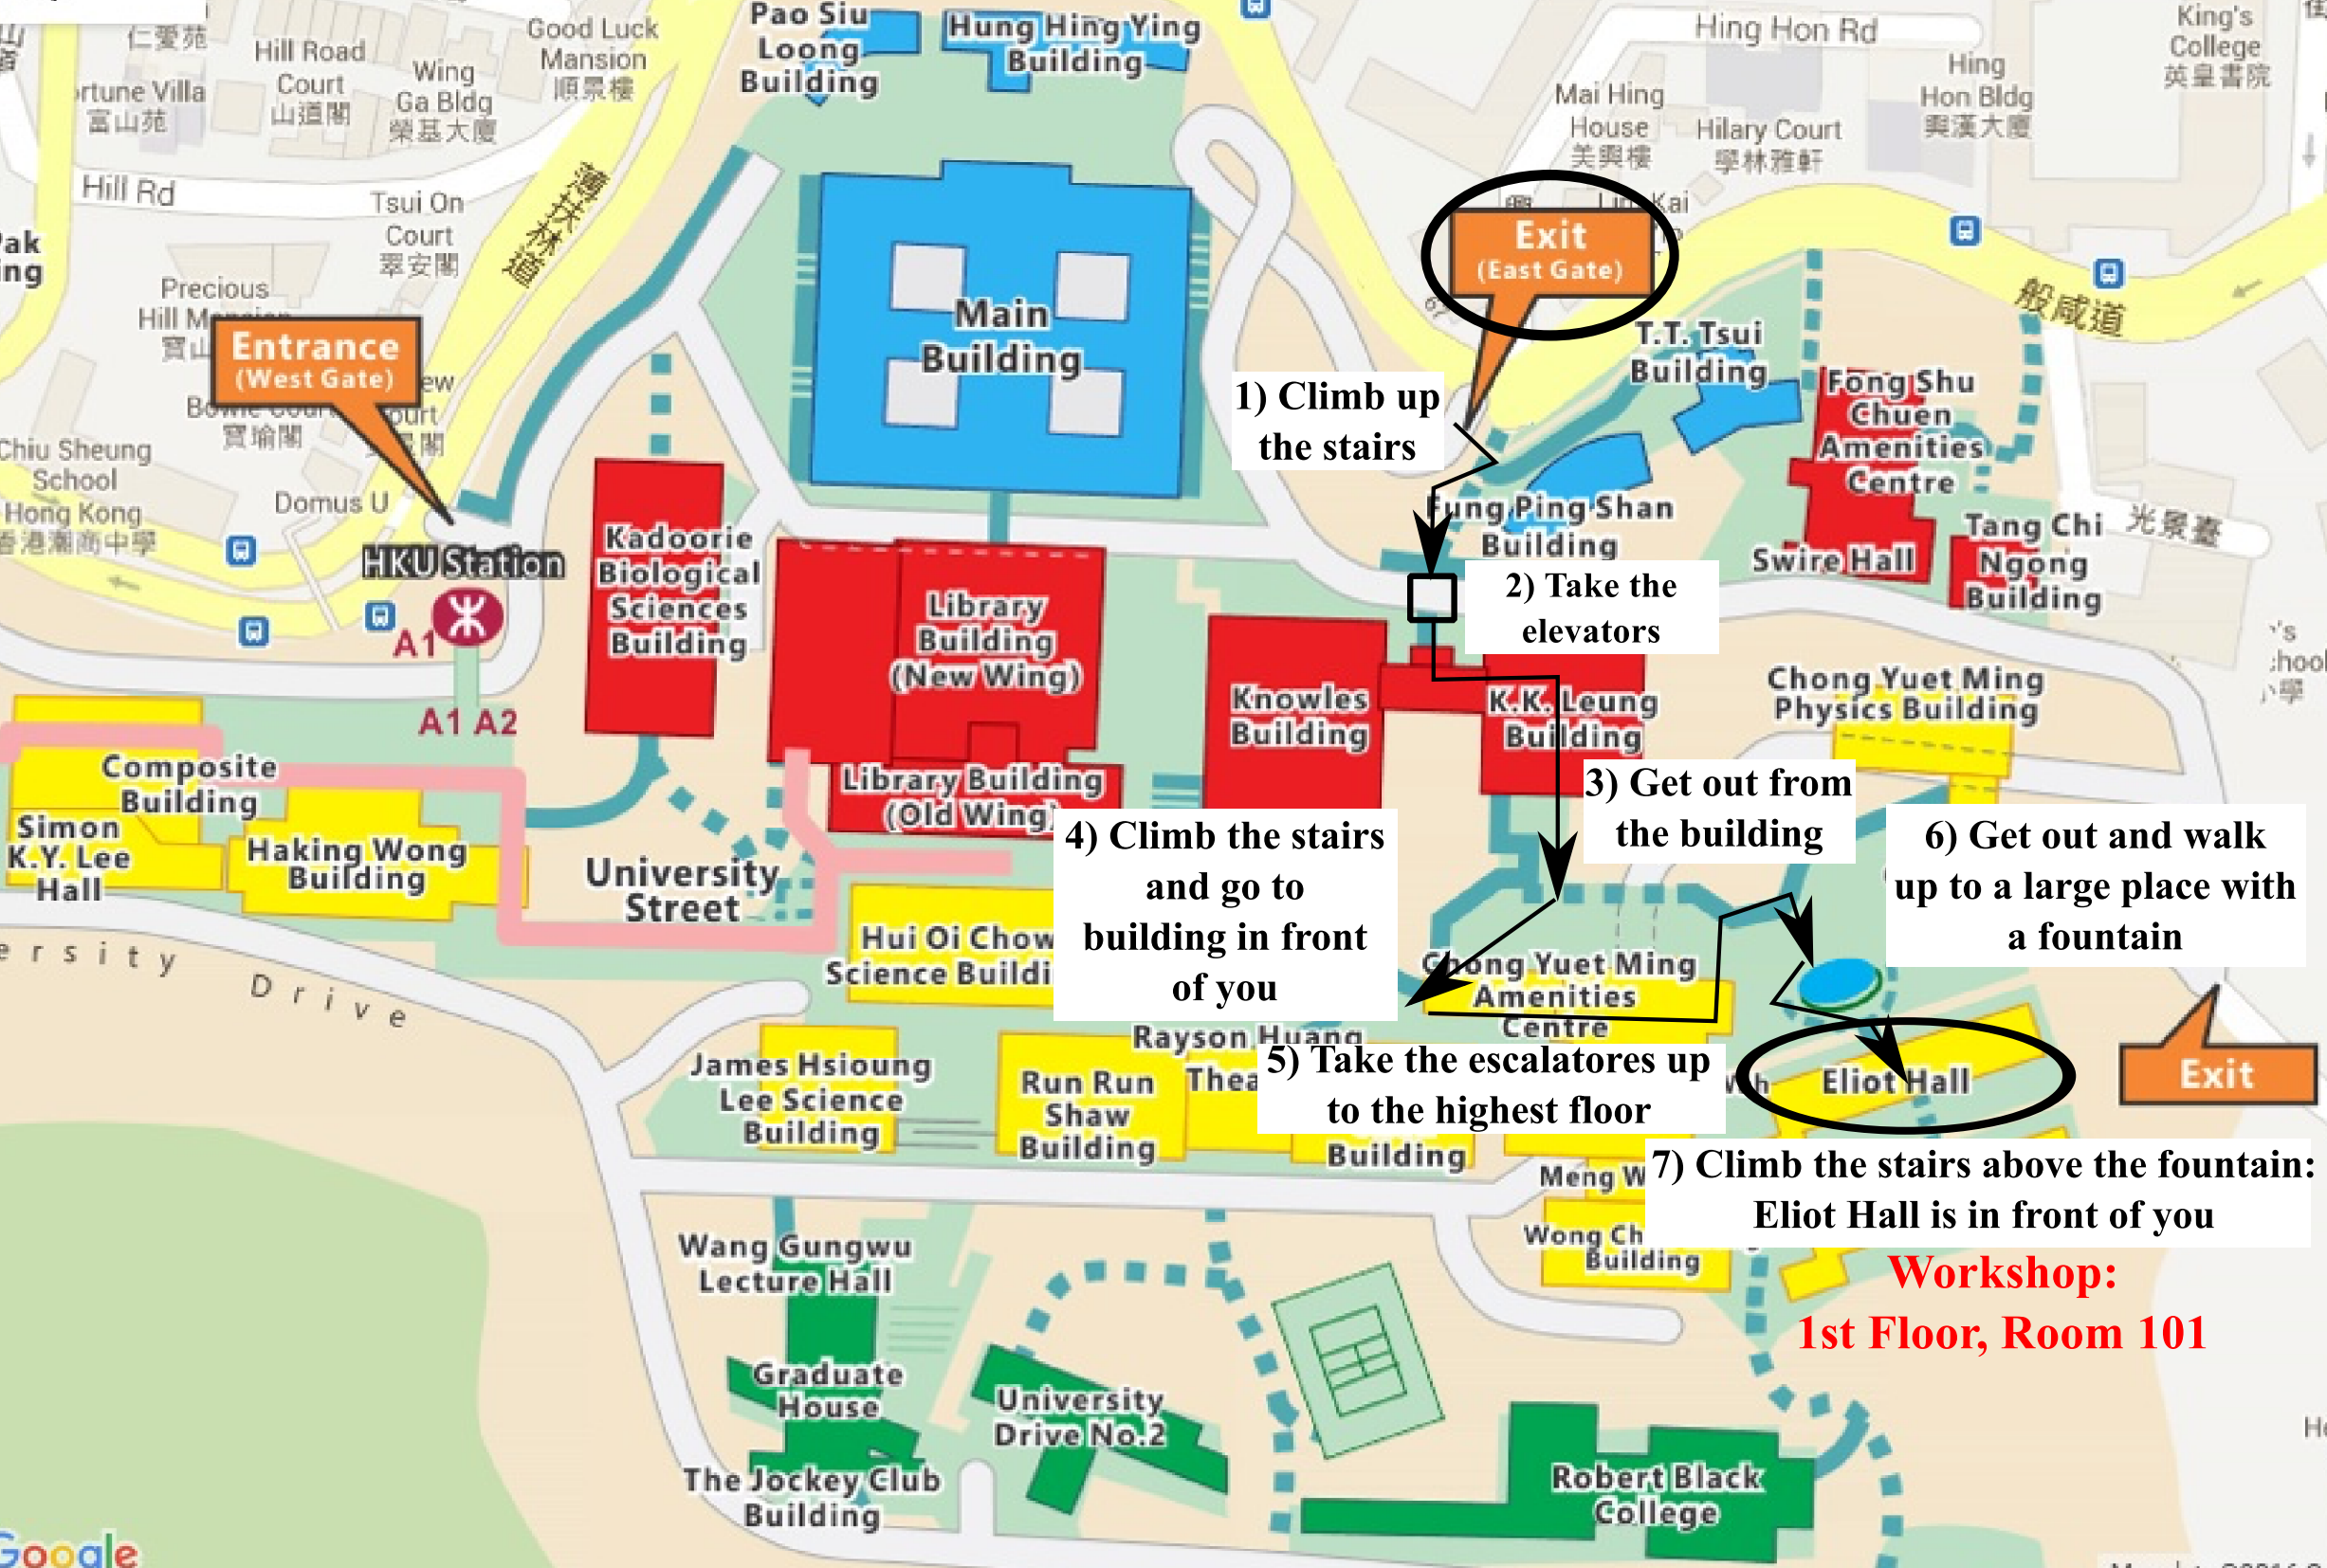 仁愛苑
Hill Road
Court
山道閣
Good Luck
Mansion
順景樓
Wing
Ga Bldg
榮基大廈
rtune Villa
富山苑
Pao Siu
Loong
Building
Hung Hing Ying
Building
Hing Hon Rd
King's
College
英皇書院
Hing
Hon Bldg
興漢大廈
Mai Hing
House
美興樓
Hilary Court
學林雅軒
Hill Rd
Tsui On
Court
翠安閣
薄扶林道
Precious
Hill
Exit
(East Gate)
般咸道
ak
ing
Entrance
(West Gate)
Main
Building
T.T. Tsui
Building
Fong Shu
Chuen
Amenities
Centre
1) Climb up
the stairs
寶瑜閣
Chiu Sheung
School
Hong Kong
香港潮商中學
Domus U
HKU Station
A1
A1 A2
Kadoorie
Biological
Sciences
Building
Fung Ping Shan
Building
Swire Hall
Tang Chi
Ngong
Building
光景臺
2) Take the
elevators
Library
Building
(New Wing)
Knowles
Building
K.K. Leung
Building
Chong Yuet Ming
Physics Building
Composite
Building
Library Building
(Old Wing)
3) Get out from
the building
4) Climb the stairs
and go to
building in front
of you
6) Get out and walk
up to a large place with
a fountain
Simon
K.Y. Lee
Hall
Haking Wong
Building
University
Street
Hui Oi Chow
Science Buildi
Chong Yuet Ming
Amenities
Centre
ersity Drive
Rayson Huang
Thea
5) Take the escalatores up
to the highest floor
Eliot Hall
Exit
James Hsioung
Lee Science
Building
Run Run
Shaw
Building
Building
7) Climb the stairs above the fountain:
Eliot Hall is in front of you
Meng W
Wong Ch
Building
Workshop:
1st Floor, Room 101
Wang Gungwu
Lecture Hall
Graduate
House
University
Drive No.2
The Jockey Club
Building
Robert Black
College
Google